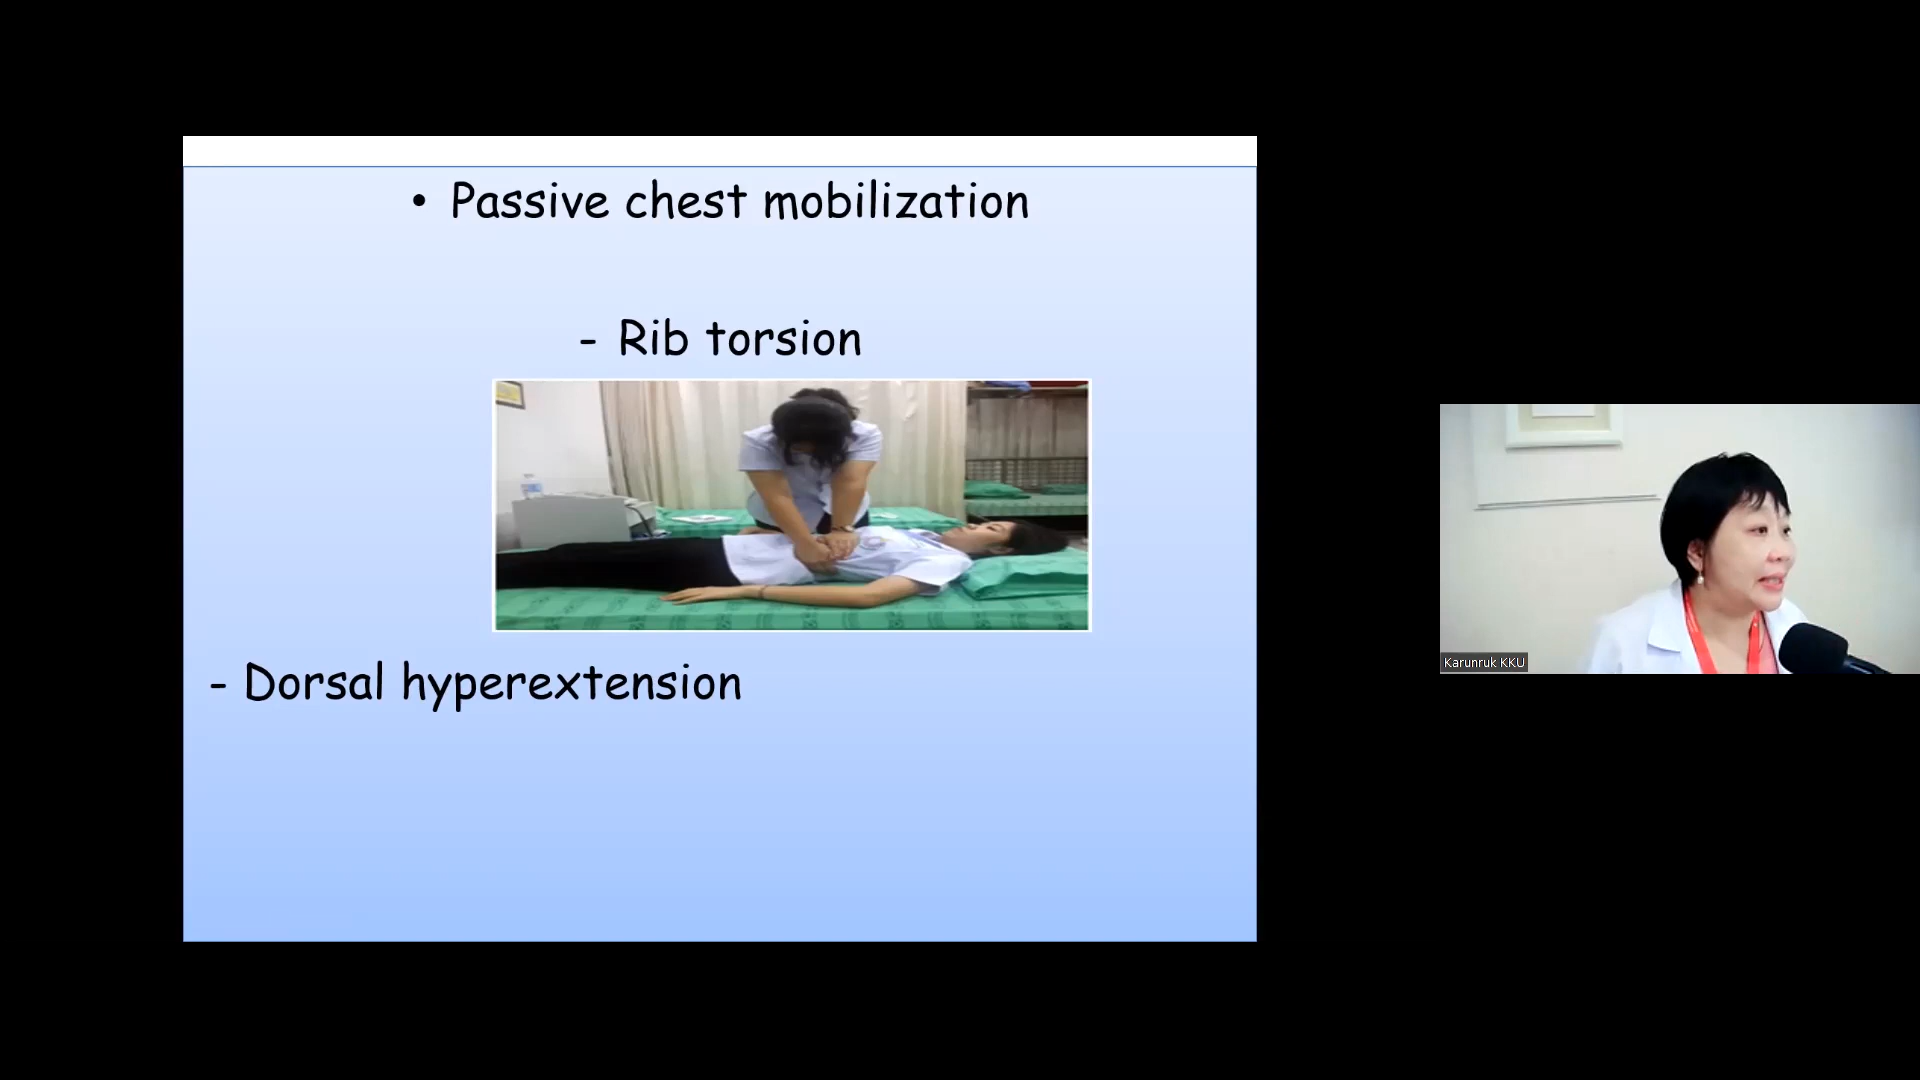 • Passive chest mobilization
- Rib torsion
- Dorsal hyperextension
Karunruk KKU